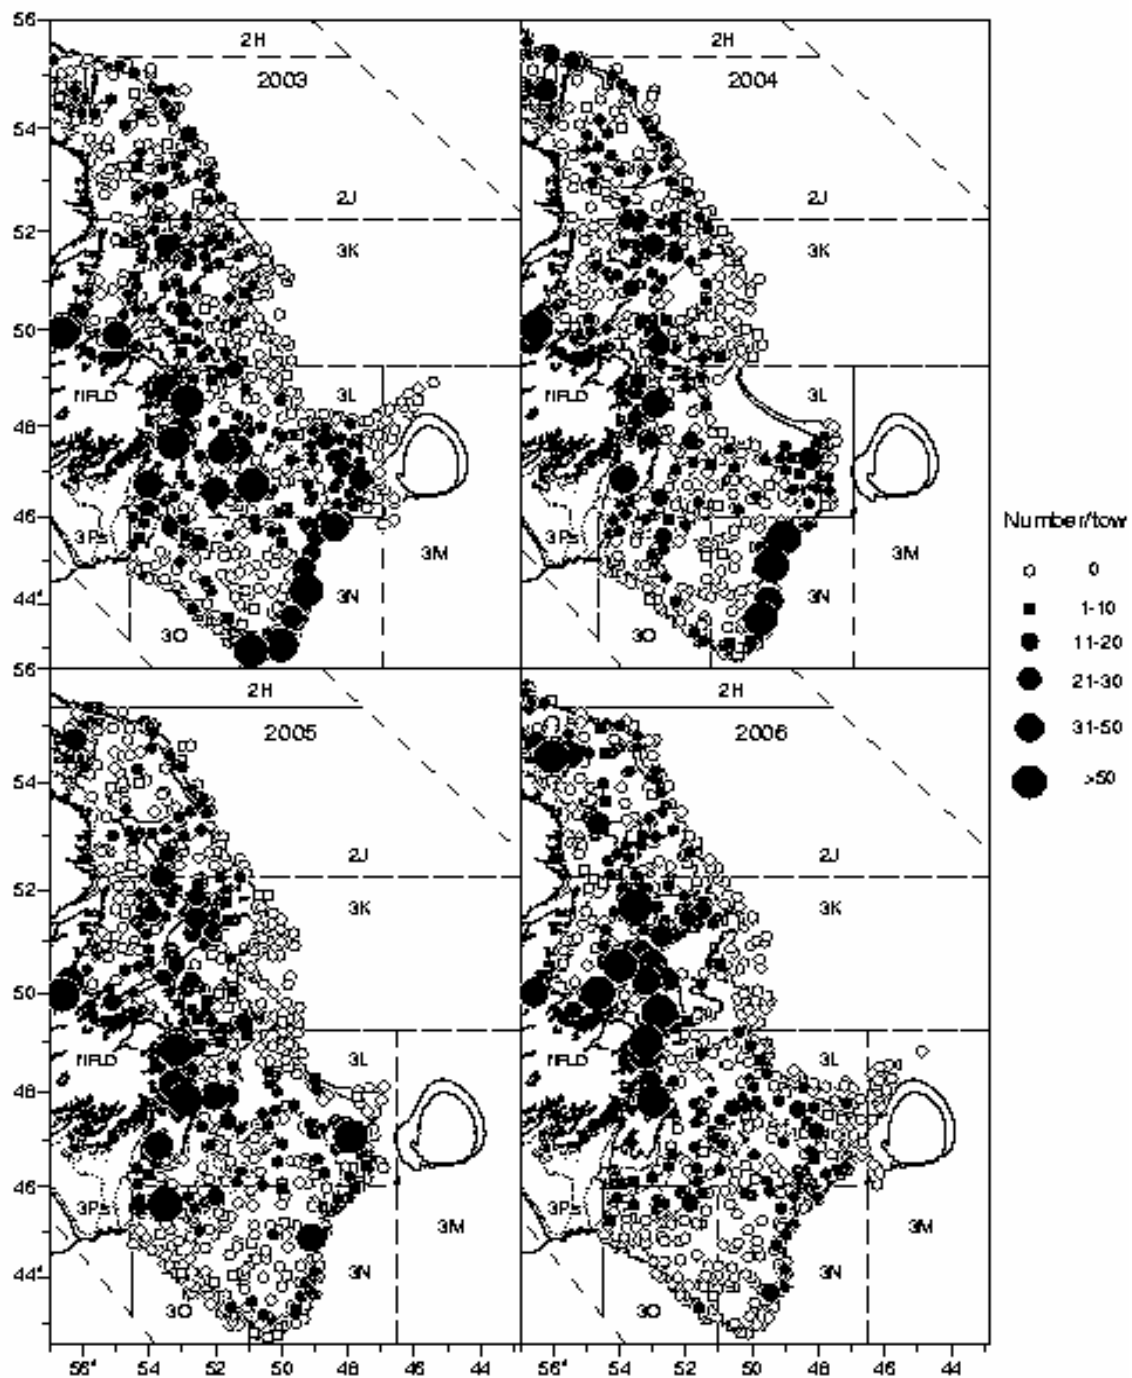 56
2H
2H
2003
2004
54
2J
2J
52
3K
3K
50
NFLD
3L
NFLD
3L
48
46
3Ps
3M
3Ps
3M
44
3N
3N
3O
3O
Number/tow
0
1-10
11-20
21-30
31-50
>50
56
2H
2H
2005
2006
54
2J
2J
52
3K
3K
50
NFLD
3L
NFLD
3L
48
46
3Ps
3M
3Ps
3M
44
3N
3N
3O
3O
56 54 52 50 48 46 44 56 54 52 50 48 46 44